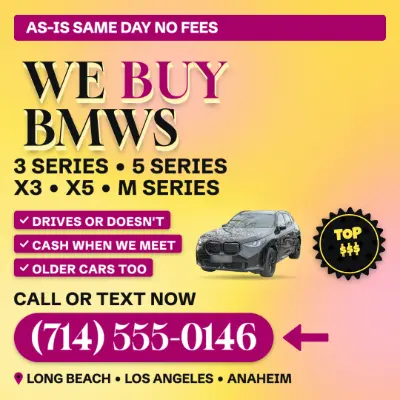 AS-IS SAME DAY NO FEES
WE BUY
BMWS
3 SERIES • 5 SERIES
X3 • X5 • M SERIES
DRIVES OR DOESN'T
CASH WHEN WE MEET
OLDER CARS TOO
TOP
$$$
CALL OR TEXT NOW
(714) 555-0146
LONG BEACH • LOS ANGELES • ANAHEIM